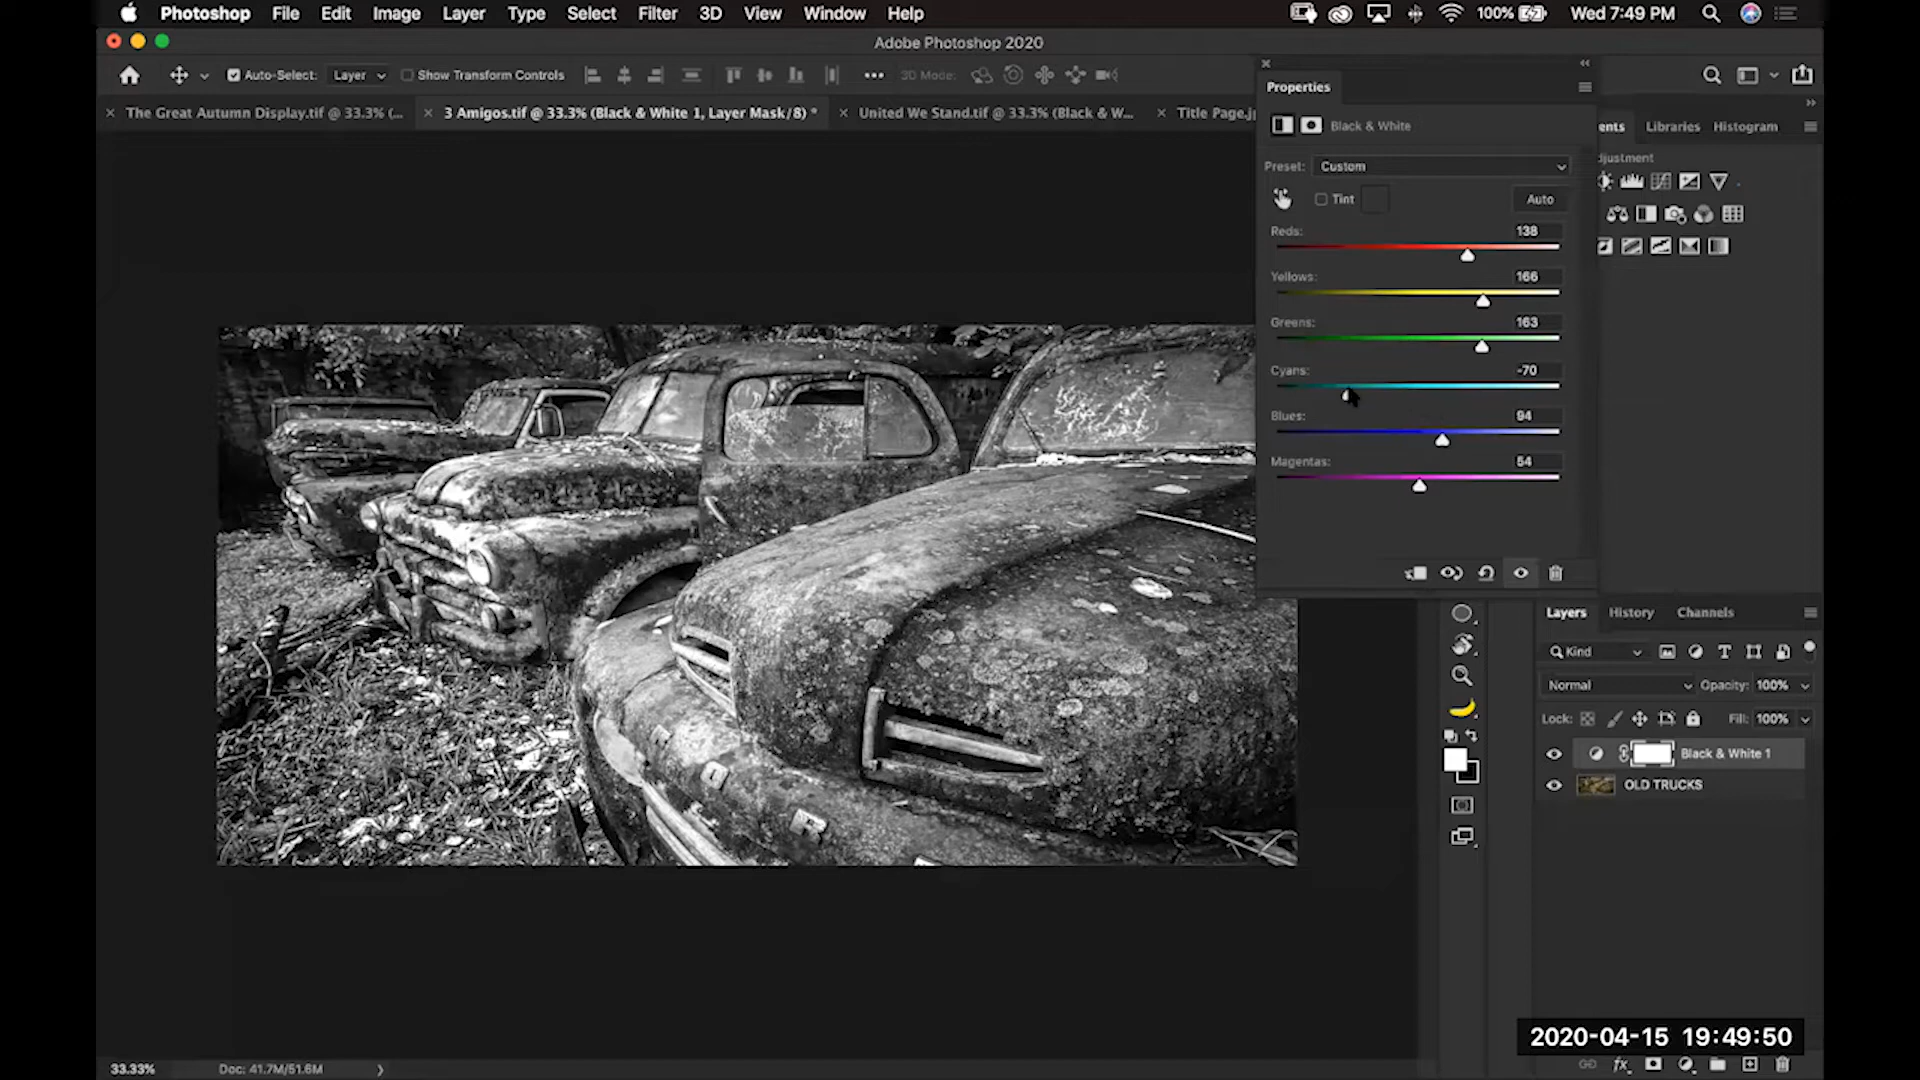 Photoshop File Edit Image Layer Type Select Filter 3D View Window Help 100% Wed 7:49 PM
Adobe Photoshop 2020
Auto-Select: Layer Show Transform Controls ••• 3D Mode:
The Great Autumn Display.tif @ 33.3% (... 3 Amigos.tif @ 33.3% (Black & White 1, Layer Mask/8) * United We Stand.tif @ 33.3% (Black & W... Title Page.jp
Properties
Black & White
ents Libraries Histogram
djustment
Preset: Custom
Tint Auto
Reds: 138
Yellows: 166
Greens: 163
Cyans: -70
Blues: 94
Magentas: 54
Layers History Channels
Kind
Normal Opacity: 100%
Lock: Fill: 100%
Black & White 1
OLD TRUCKS
2020-04-15 19:49:50
33.33% Doc: 41.7M/51.6M
fx